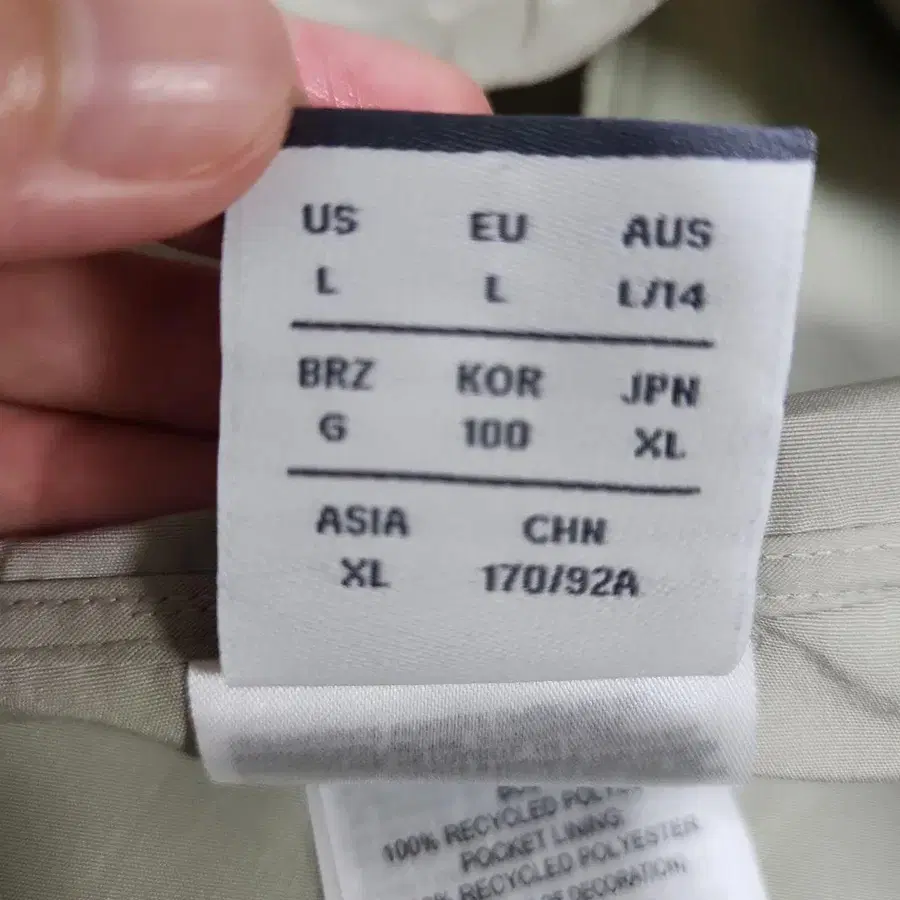 US EU AUS
L L L/14
BRZ KOR JPN
G 100 XL
ASIA CHN
XL 170/92A
100% RECYCLED
POCKET LINING:
RECYCLED POLYESTER
DECORATION